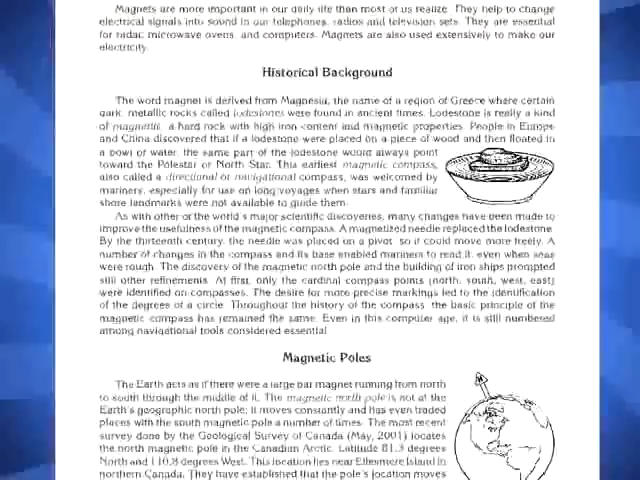 Magnets are more important in our daily life than most of us realize. They help to change
electrical signals into sound in our telephones, radios and television sets. They are essential
for radar, microwave ovens, and computers. Magnets are also used extensively to make our
electricity.
Historical Background
The word magnet is derived from Magnesia, the name of a region of Greece where certain
dark, metallic rocks called lodestones were found in ancient times. Lodestone is really a kind
of magnetite, a hard rock with high iron content and magnetic properties. People in Europe
and China discovered that if a lodestone were placed on a piece of wood and then floated in
a bowl of water, the same part of the lodestone would always point
toward the Polestar or North Star. This earliest magnetic compass,
also called a directional or navigational compass, was welcomed by
mariners, especially for use on long voyages when stars and familiar
shore landmarks were not available to guide them.
As with other of the world's major scientific discoveries, many changes have been made to
improve the usefulness of the magnetic compass. A magnetized needle replaced the lodestone.
By the thirteenth century, the needle was placed on a pivot so it could move more freely. A
number of changes in the compass and its base enabled mariners to read it, even when seas
were rough. The discovery of the magnetic north pole and the building of iron ships prompted
still other refinements. At first, only the cardinal compass points (north, south, west, east)
were identified on compasses. The desire for more precise markings led to the identification
of the degrees of a circle. Throughout the history of the compass, the basic principle of the
magnetic compass has remained the same. Even in this computer age, it is still numbered
among navigational tools considered essential.
Magnetic Poles
The Earth acts as if there were a large bar magnet running from north
to south through the middle of it. The magnetic north pole is not at the
Earth's geographic north pole; it moves constantly and has even traded
places with the south magnetic pole a number of times. The most recent
survey done by the Geological Survey of Canada (May, 2001) locates
the north magnetic pole in the Canadian Arctic, Latitude 81.3 degrees
North and 110.8 degrees West. This location lies near Ellesmere Island in
northern Canada. They have established that the pole's location moves